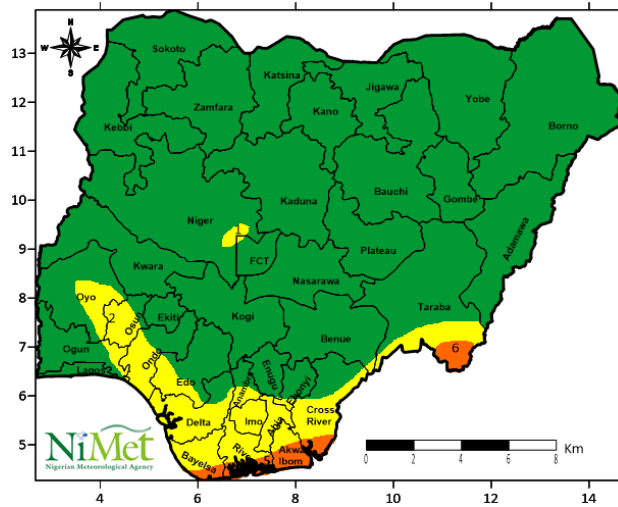 N
W E
S
13
12
11
10
9
8
7
6
5
4 6 8 10 12 14
Sokoto
Katsina
Jigawa
Yobe
Zamfara
Kano
Kebbi
Borno
Bauchi
Gombe
Kaduna
Niger
Adamawa
FCT
Plateau
Kwara
Nasarawa
Taraba
Oyo
2
Osun
Ekiti
Kogi
Benue
6
Ogun
Ondo
Lagos
Edo
Enugu
Anambra
Ebonyi
Delta
Imo
Abia
Cross
River
Bayelsa
Akwa
Ibom
NiMet
Nigerian Meteorological Agency
0 2 4 6 8
Km